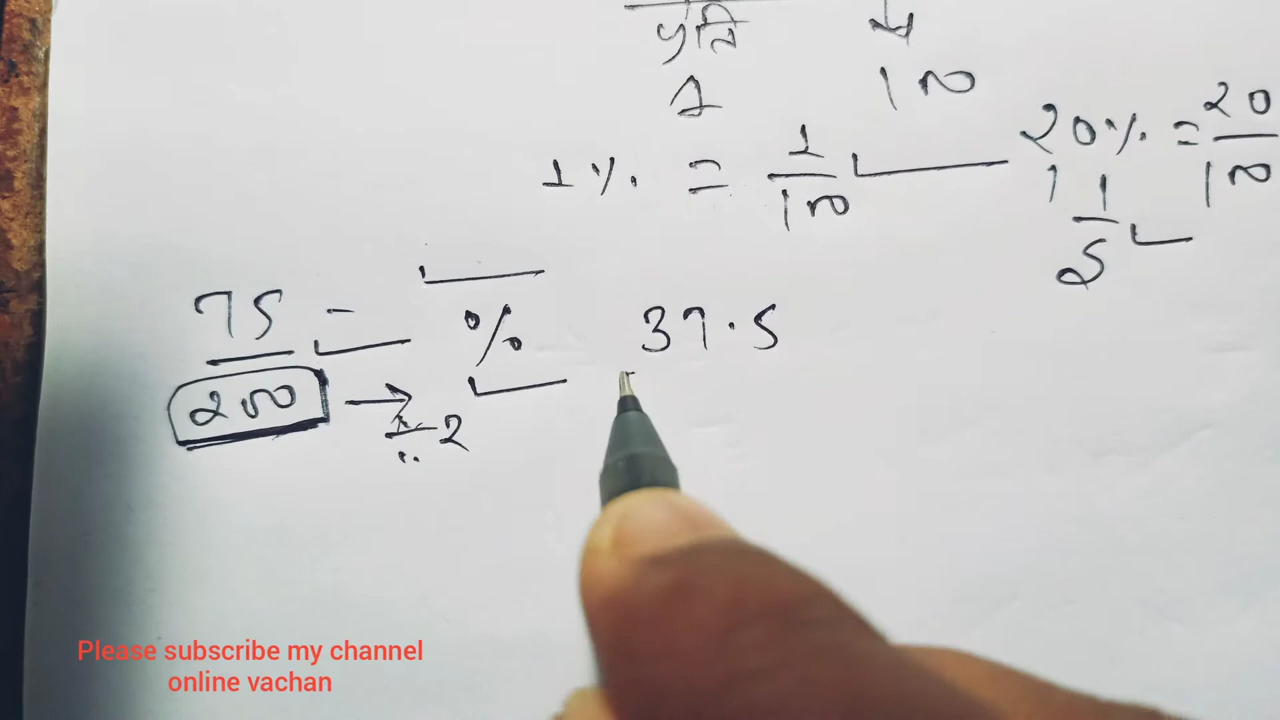 प्रति
1 100
1% = 1/100 20% = 20/100
1/5
75/200 = % 37.5
2
Please subscribe my channel
online vachan